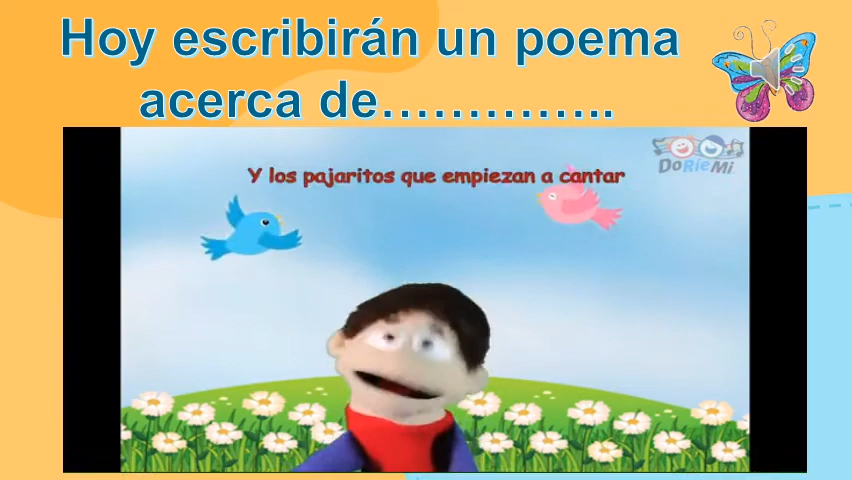 Hoy escribirán un poema
acerca de…………..
DoRieMi
Y los pajaritos que empiezan a cantar